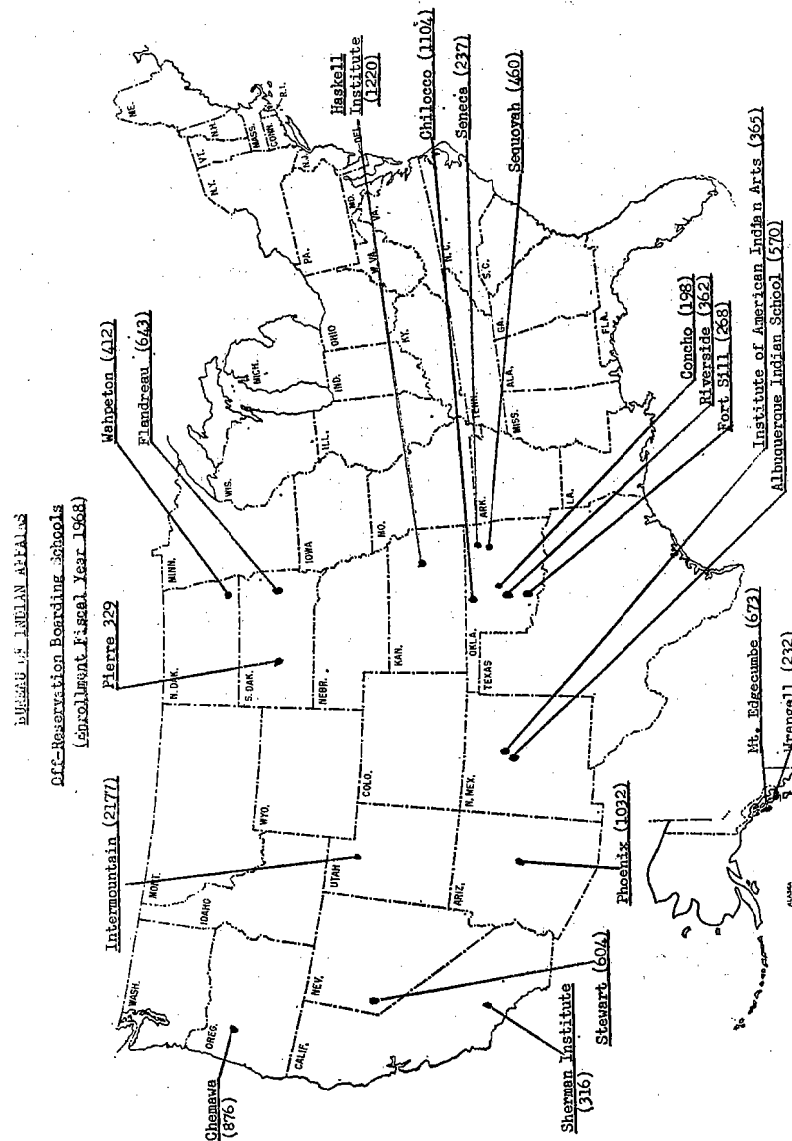 BUREAU OF INDIAN AFFAIRS
Off-Reservation Boarding Schools
(Enrollment Fiscal Year 1968)
Chemawa
(876)
Intermountain (2177)
Pierre 329
Wahpeton (412)
Flandreau (643)
Haskell
Institute
(1220)
Chilocco (1104)
Seneca (237)
Sequoyah (460)
Concho (198)
Riverside (362)
Fort Sill (268)
Institute of American Indian Arts (365)
Albuquerque Indian School (570)
Phoenix (1032)
Stewart (604)
Sherman Institute
(316)
Mt. Edgecumbe (673)
Wrangell (232)
WASH.
OREG.
CALIF.
NEV.
IDAHO
MONT.
WYO.
UTAH
ARIZ.
COLO.
N. MEX.
N. DAK.
S. DAK.
NEBR.
KAN.
OKLA.
TEXAS
MINN.
IOWA
MO.
ARK.
LA.
WIS.
ILL.
MICH.
IND.
OHIO
KY.
TENN.
MISS.
ALA.
GA.
FLA.
S.C.
N.C.
VA.
W.VA.
MD.
DEL.
PA.
N.J.
N.Y.
CONN.
R.I.
MASS.
VT.
N.H.
ME.